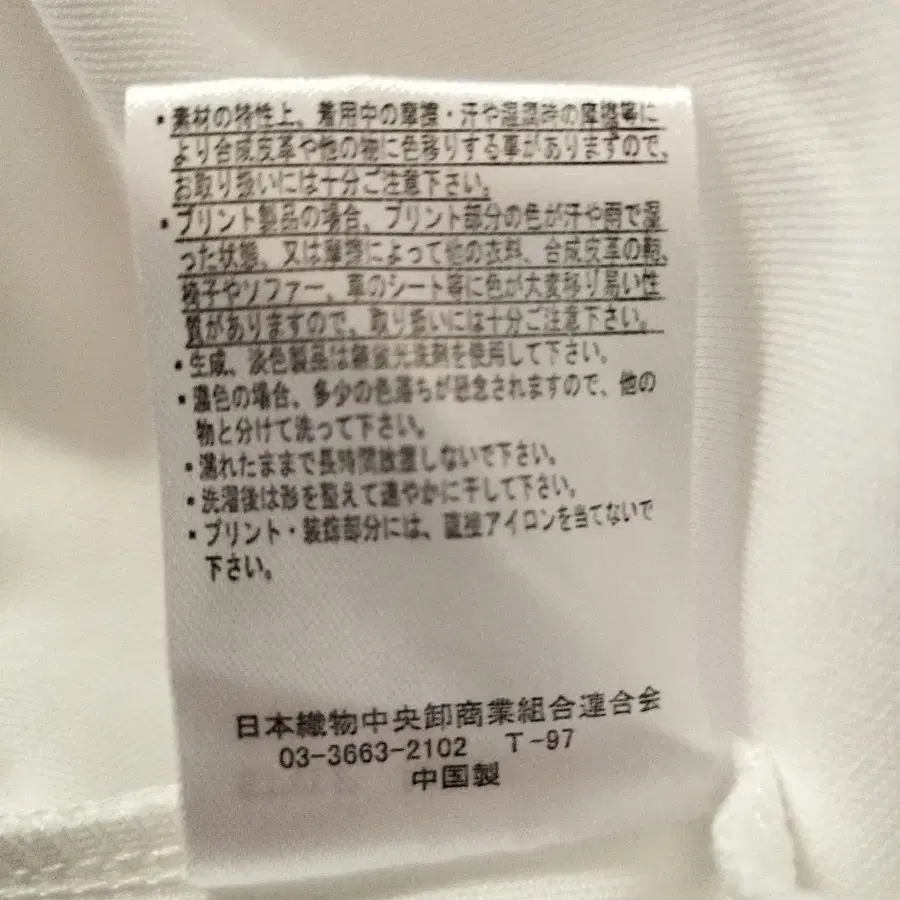 ・素材の特性上、着用中の摩擦・汗や湿潤時の摩擦等に
より合成皮革や他の物に色移りする事がありますので、
お取り扱いには十分ご注意下さい。
・プリント製品の場合、プリント部分の色が汗や雨で湿
った状態、又は摩擦によって他の衣料、合成皮革の鞄、
椅子やソファー、車のシート等に色が大変移り易い性
質がありますので、取り扱いには十分ご注意下さい。
・生成、淡色製品は無蛍光洗剤を使用して下さい。
・濃色の場合、多少の色落ちが懸念されますので、他の
物と分けて洗って下さい。
・濡れたままで長時間放置しないで下さい。
・洗濯後は形を整えて速やかに干して下さい。
・プリント・装飾部分には、直接アイロンを当てないで
下さい。
日本織物中央卸商業組合連合会
03-3663-2102 T-97
中国製